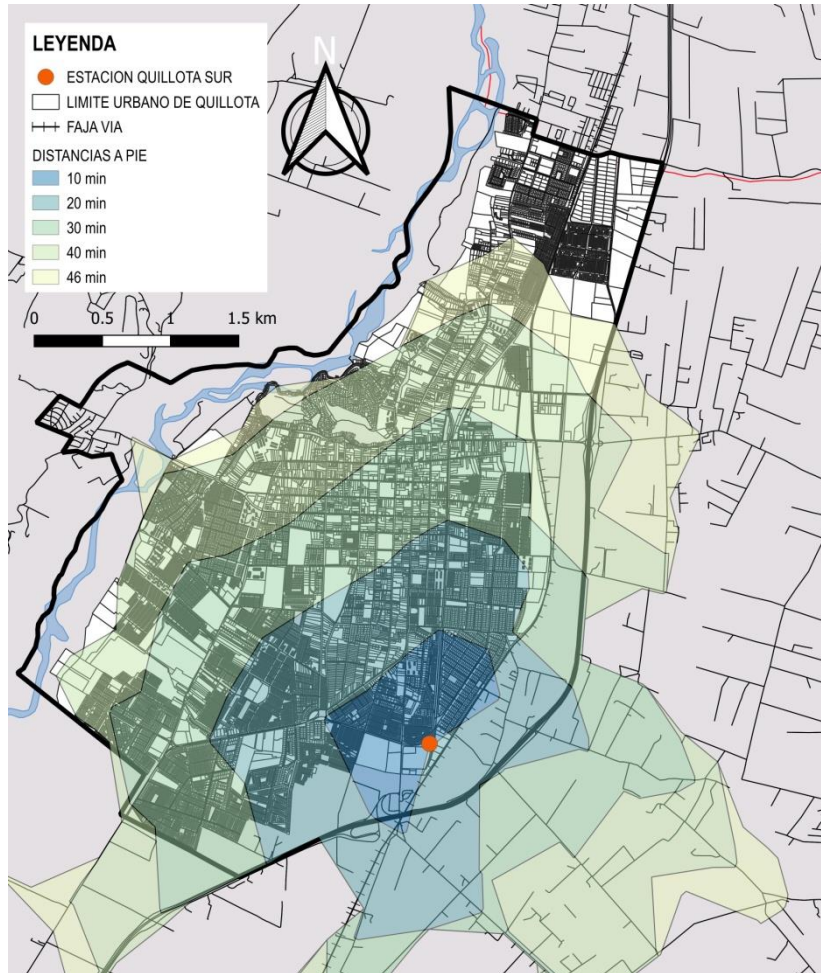 LEYENDA
ESTACION QUILLOTA SUR
LIMITE URBANO DE QUILLOTA
FAJA VIA
DISTANCIAS A PIE
10 min
20 min
30 min
40 min
46 min
0 0.5 1 1.5 km
N